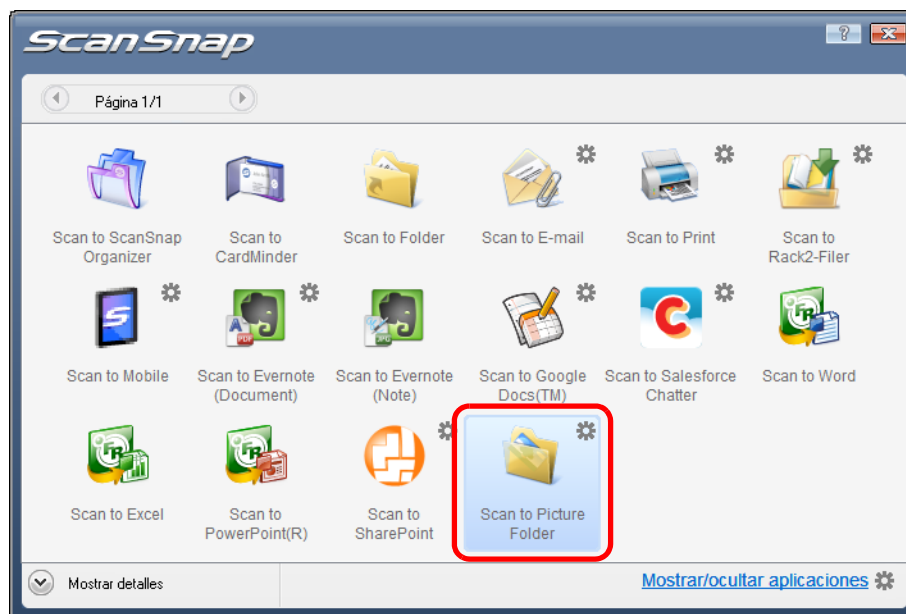 ScanSnap
?
Página 1/1
Scan to ScanSnap
Organizer
Scan to
CardMinder
Scan to Folder
Scan to E-mail
Scan to Print
Scan to
Rack2-Filer
Scan to Mobile
Scan to Evernote
(Document)
Scan to Evernote
(Note)
Scan to Google
Docs(TM)
Scan to Salesforce
Chatter
Scan to Word
Scan to Excel
Scan to
PowerPoint(R)
Scan to
SharePoint
Scan to Picture
Folder
Mostrar detalles
Mostrar/ocultar aplicaciones